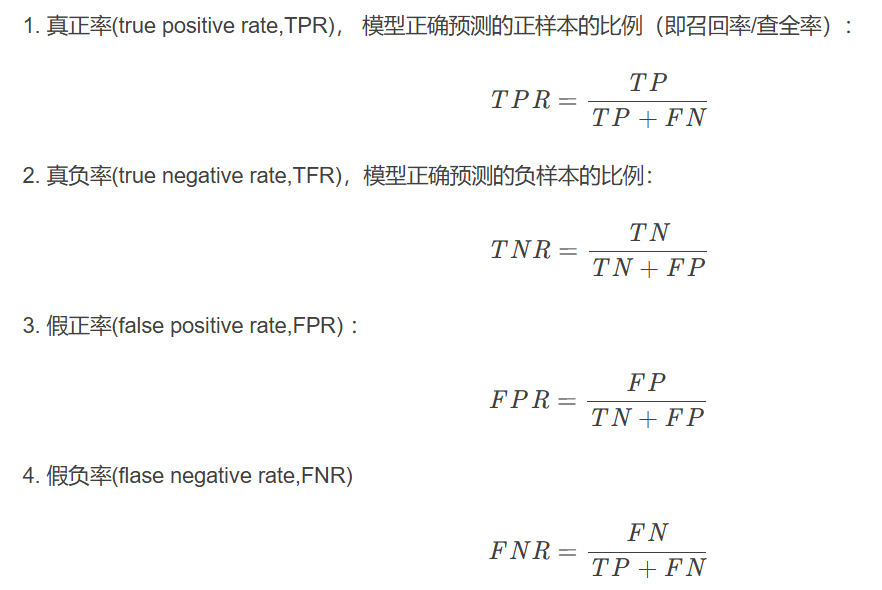 1. 真正率(true positive rate,TPR)， 模型正确预测的正样本的比例（即召回率/查全率）：
TPR = \frac{TP}{TP + FN}
2. 真负率(true negative rate,TFR)，模型正确预测的负样本的比例：
TNR = \frac{TN}{TN + FP}
3. 假正率(false positive rate,FPR) ：
FPR = \frac{FP}{TN + FP}
4. 假负率(flase negative rate,FNR)
FNR = \frac{FN}{TP + FN}